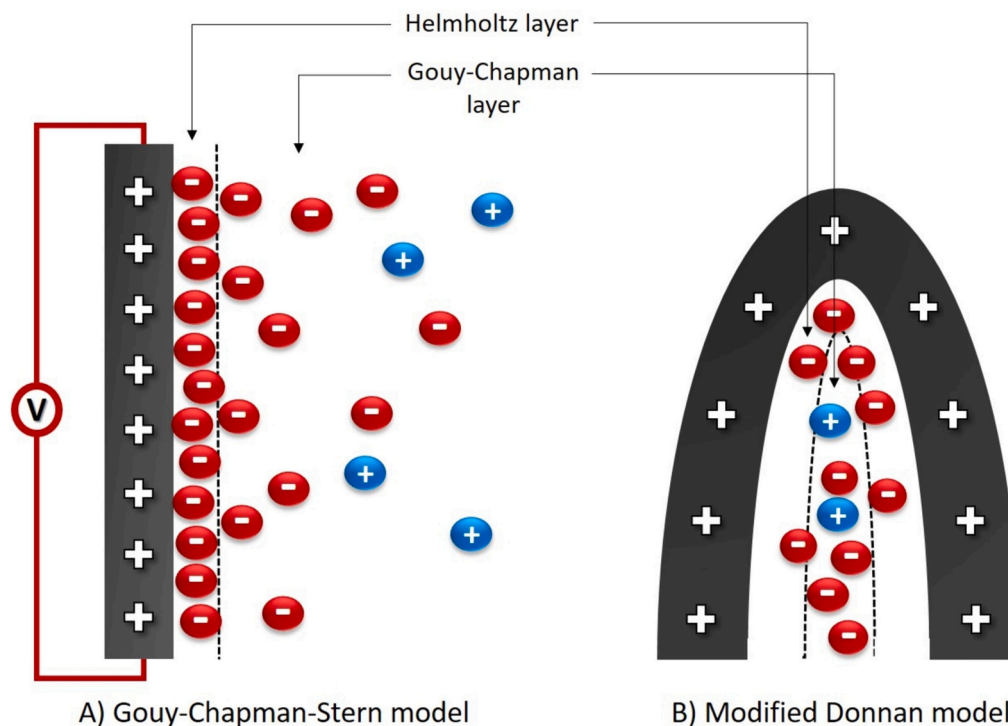 Helmholtz layer
Gouy-Chapman
layer
V
A) Gouy-Chapman-Stern model
B) Modified Donnan model